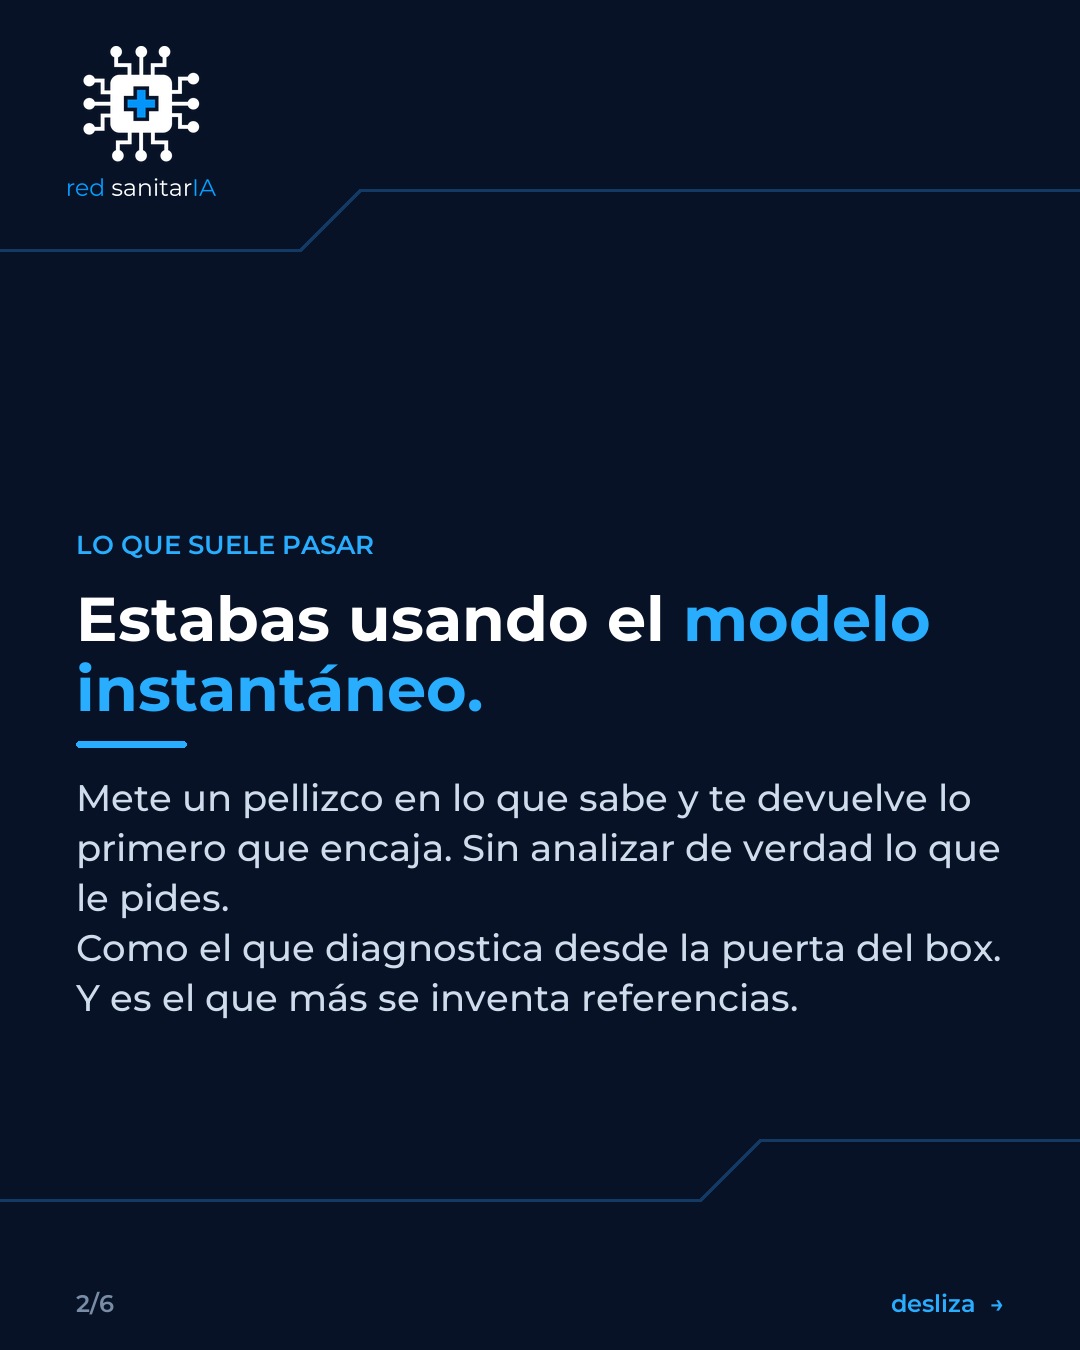 red sanitarIA
LO QUE SUELE PASAR
Estabas usando el modelo
instantáneo.
Mete un pellizco en lo que sabe y te devuelve lo
primero que encaja. Sin analizar de verdad lo que
le pides.
Como el que diagnostica desde la puerta del box.
Y es el que más se inventa referencias.
2/6
desliza →